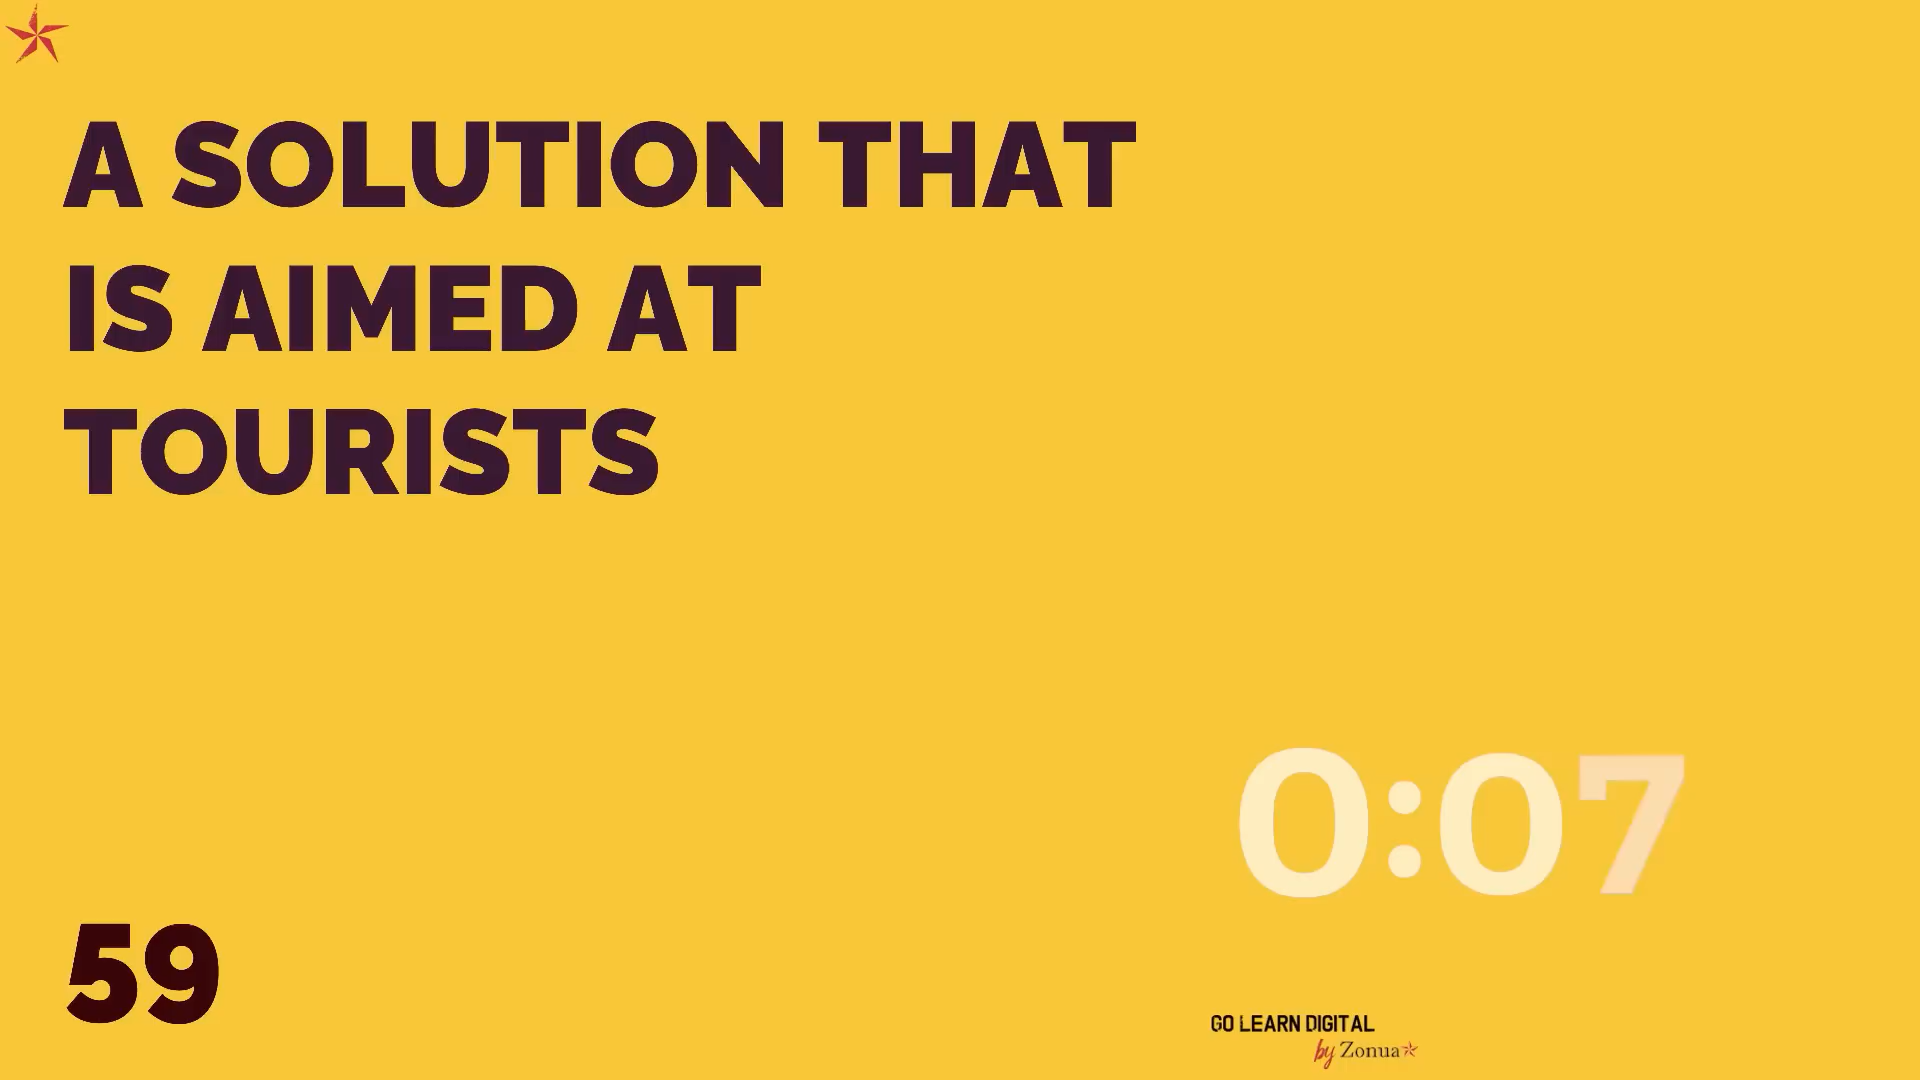 A SOLUTION THAT
IS AIMED AT
TOURISTS
0:07
59
GO LEARN DIGITAL
by Zonua